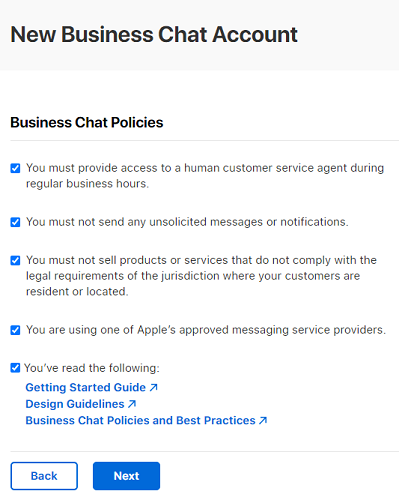 New Business Chat Account
Business Chat Policies
You must provide access to a human customer service agent during
regular business hours.
You must not send any unsolicited messages or notifications.
You must not sell products or services that do not comply with the
legal requirements of the jurisdiction where your customers are
resident or located.
You are using one of Apple’s approved messaging service providers.
You’ve read the following:
Getting Started Guide ↗
Design Guidelines ↗
Business Chat Policies and Best Practices ↗
Back
Next